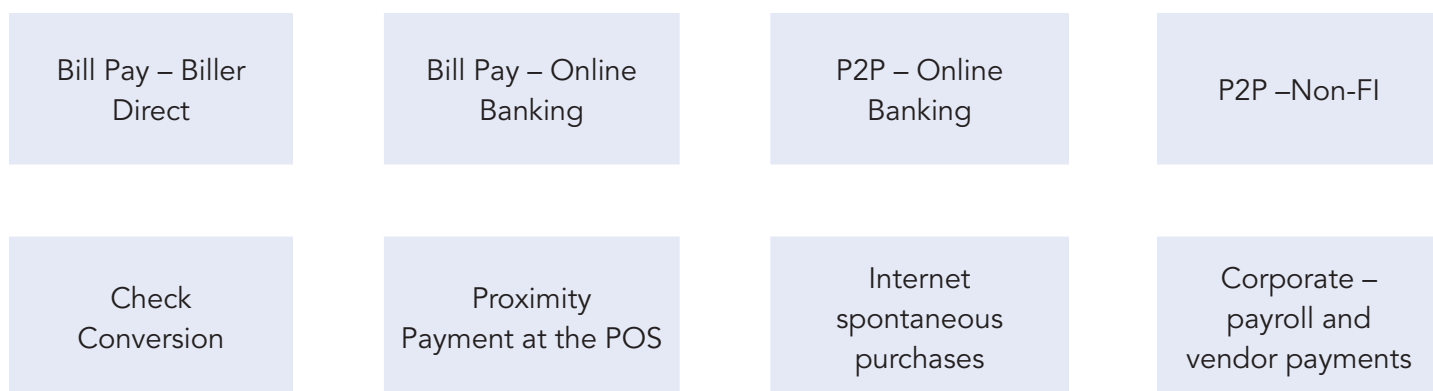 Bill Pay – Biller
Direct
Bill Pay – Online
Banking
P2P – Online
Banking
P2P –Non-FI
Check
Conversion
Proximity
Payment at the POS
Internet
spontaneous
purchases
Corporate –
payroll and
vendor payments